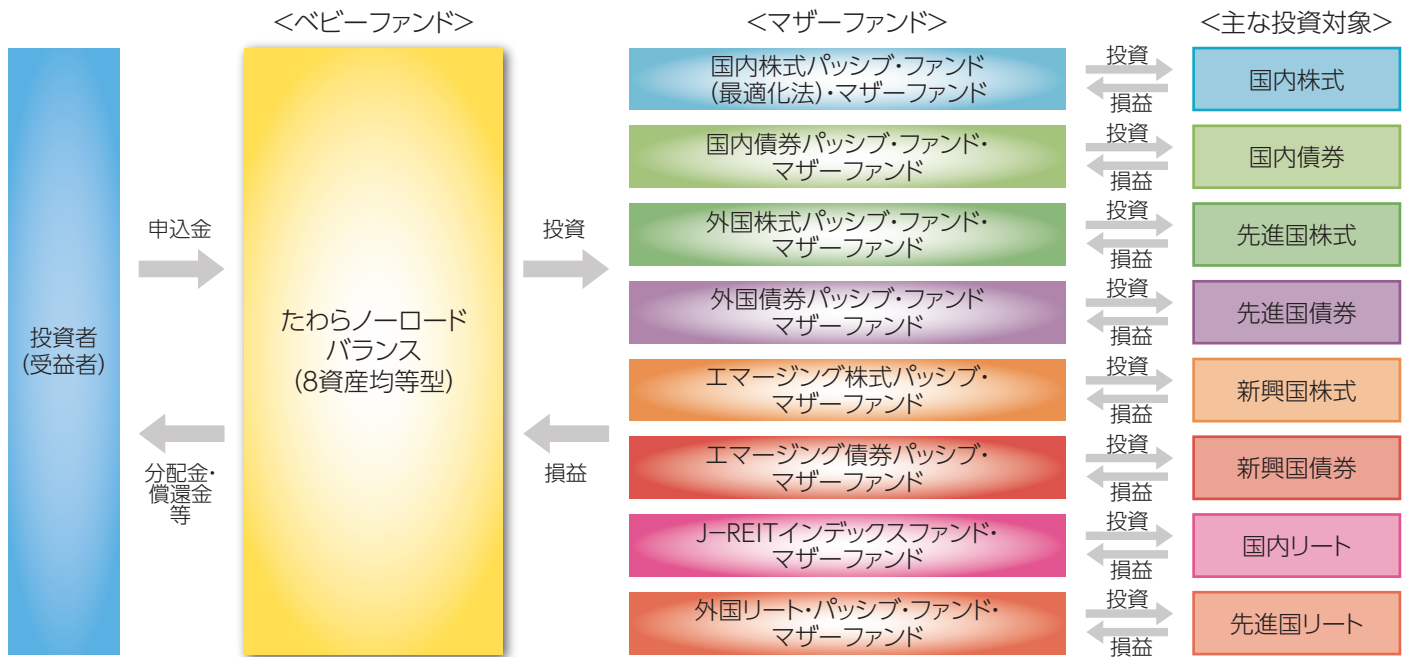 <ベビーファンド>
<マザーファンド>
<主な投資対象>
投資者
(受益者)
申込金
分配金・
償還金
等
たわらノーロード
バランス
(8資産均等型)
投資
損益
国内株式パッシブ・ファンド
(最適化法)・マザーファンド
投資
損益
国内株式
国内債券パッシブ・ファンド・
マザーファンド
投資
損益
国内債券
外国株式パッシブ・ファンド・
マザーファンド
投資
損益
先進国株式
外国債券パッシブ・ファンド
マザーファンド
投資
損益
先進国債券
エマージング株式パッシブ・
マザーファンド
投資
損益
新興国株式
エマージング債券パッシブ・
マザーファンド
投資
損益
新興国債券
J-REITインデックスファンド・
マザーファンド
投資
損益
国内リート
外国リート・パッシブ・ファンド・
マザーファンド
投資
損益
先進国リート